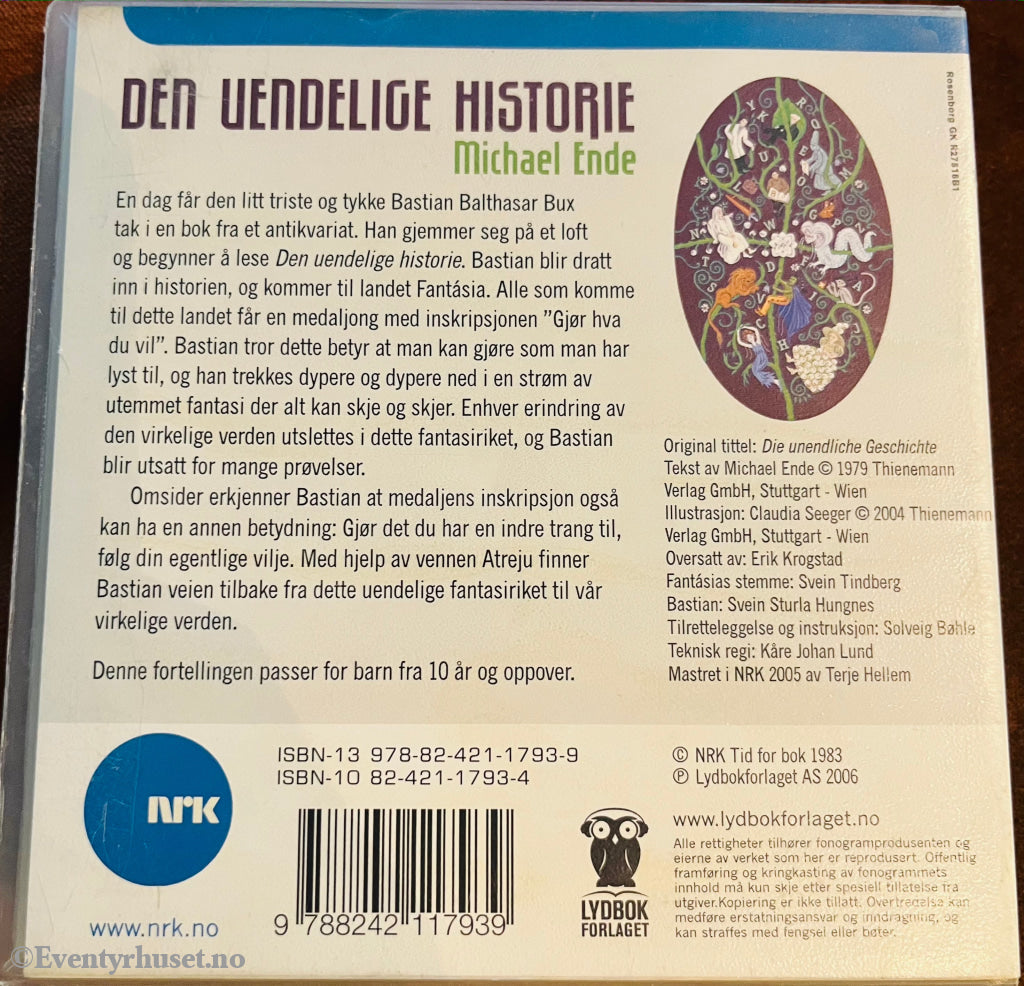 DEN UENDELIGE HISTORIE
Michael Ende
En dag får den litt triste og tykke Bastian Balthasar Bux
tak i en bok fra et antikvariat. Han gjemmer seg på et loft
og begynner å lese Den uendelige historie. Bastian blir dratt
inn i historien, og kommer til landet Fantásia. Alle som komme
til dette landet får en medaljong med inskripsjonen ”Gjør hva
du vil”. Bastian tror dette betyr at man kan gjøre som man har
lyst til, og han trekkes dypere og dypere ned i en strøm av
utemmet fantasi der alt kan skje og skjer. Enhver erindring av
den virkelige verden utslettes i dette fantasiriket, og Bastian
blir utsatt for mange prøvelser.
Omsider erkjenner Bastian at medaljens inskripsjon også
kan ha en annen betydning: Gjør det du har en indre trang til,
følg din egentlige vilje. Med hjelp av vennen Atreju finner
Bastian veien tilbake fra dette uendelige fantasiriket til vår
virkelige verden.
Denne fortellingen passer for barn fra 10 år og oppover.
Rosenborg GK N27816B1
Original tittel: Die unendliche Geschichte
Tekst av Michael Ende © 1979 Thienemann
Verlag GmbH, Stuttgart - Wien
Illustrasjon: Claudia Seeger © 2004 Thienemann
Verlag GmbH, Stuttgart - Wien
Oversatt av: Erik Krogstad
Fantásias stemme: Svein Tindberg
Bastian: Svein Sturla Hungnes
Tilretteleggelse og instruksjon: Solveig Bøhle
Teknisk regi: Kåre Johan Lund
Mastret i NRK 2005 av Terje Hellem
NRK
www.nrk.no
ISBN-13 978-82-421-1793-9
ISBN-10 82-421-1793-4
9 788242 117939
LYDBOK
FORLAGET
© NRK Tid for bok 1983
℗ Lydbokforlaget AS 2006
www.lydbokforlaget.no
Alle rettigheter tilhører fonogramprodusenten og
eierne av verket som her er reprodusert. Offentlig
framføring og kringkasting av fonogrammets
innhold må kun skje etter spesiell tillatelse fra
utgiver.Kopiering er ikke tillatt. Overtredelse kan
medføre erstatningsansvar og inndragning, og
kan straffes med fengsel eller bøter.
©Eventyrhuset.no